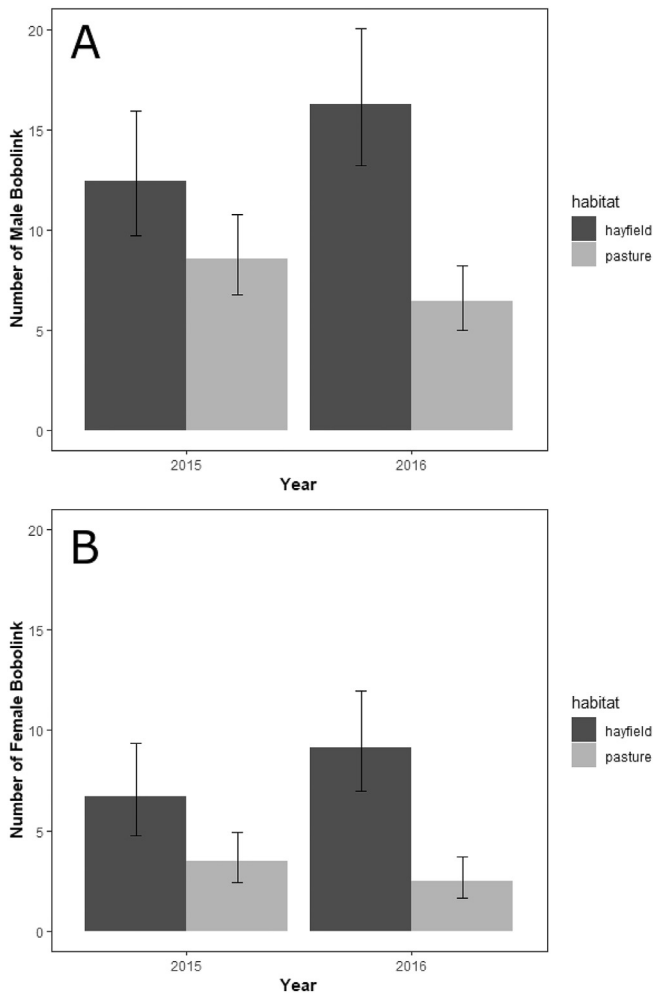 A
20
15
10
5
0
Number of Male Bobolink
2015
2016
Year
habitat
hayfield
pasture
B
20
15
10
5
0
Number of Female Bobolink
2015
2016
Year
habitat
hayfield
pasture